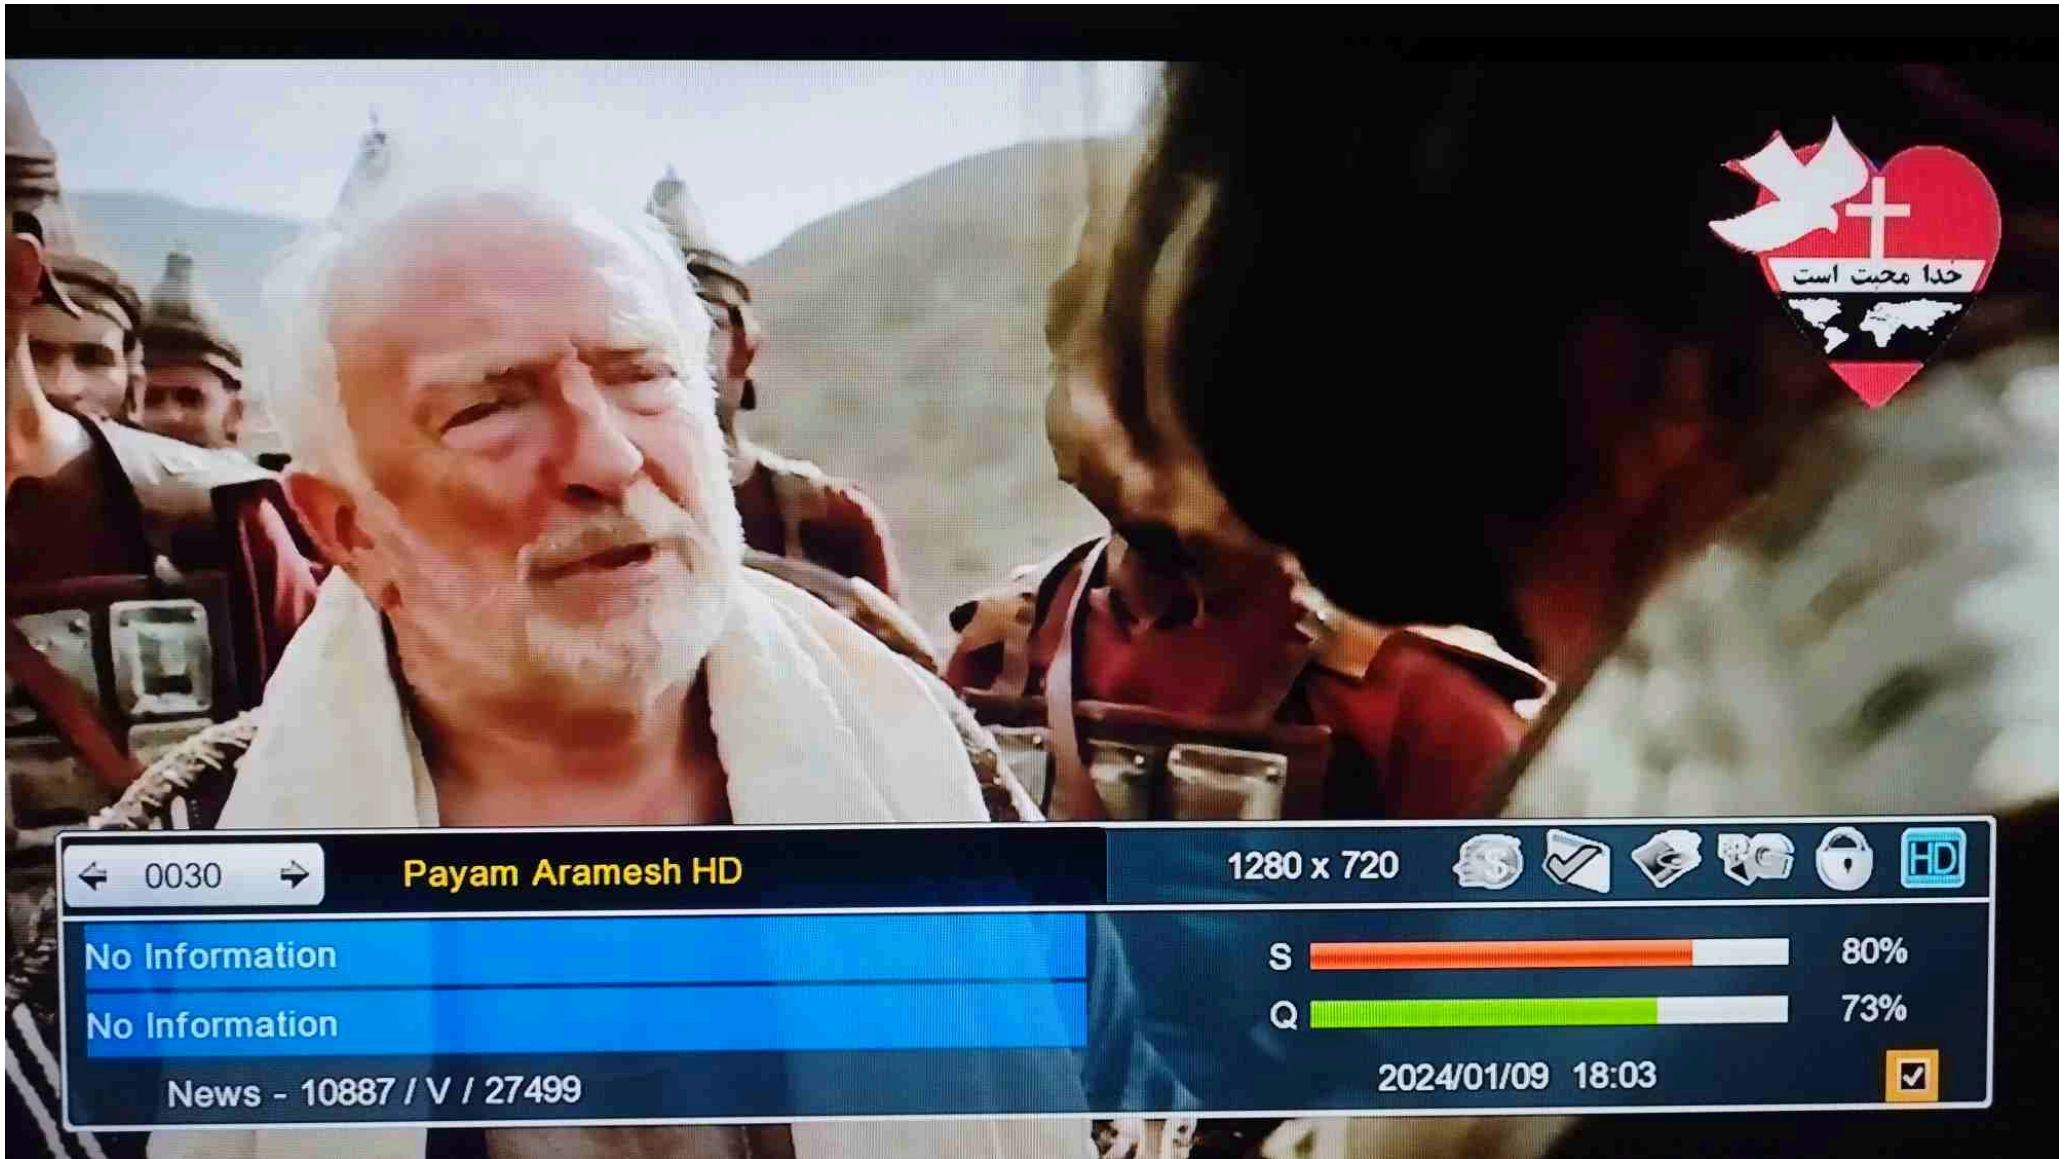 خدا محبت است
0030
Payam Aramesh HD
1280 x 720
HD
No Information
S 80%
No Information
Q 73%
News - 10887 / V / 27499
2024/01/09 18:03